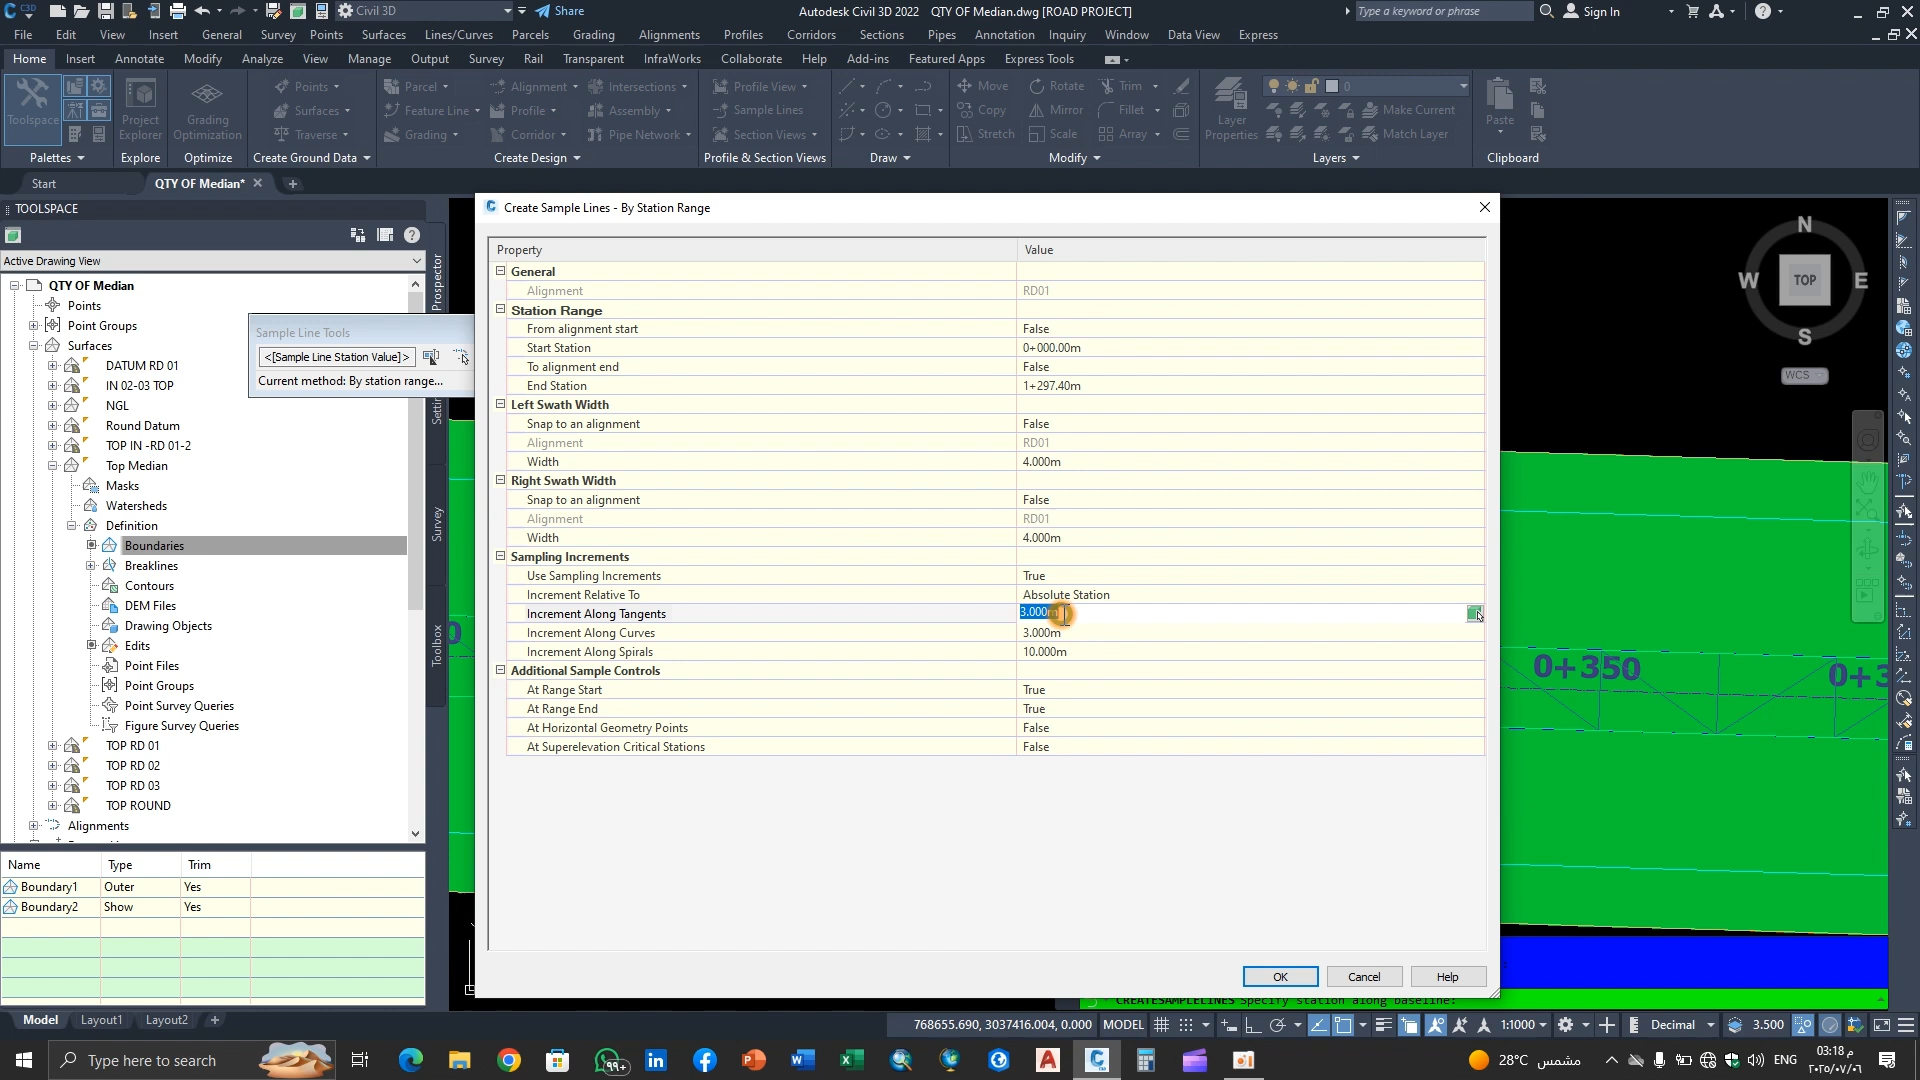 C3D
Civil 3D
Share
Autodesk Civil 3D 2022 QTY OF Median.dwg [ROAD PROJECT]
Type a keyword or phrase
Sign In
File Edit View Insert General Survey Points Surfaces Lines/Curves Parcels Grading Alignments Profiles Corridors Sections Pipes Annotation Inquiry Window Data View Express
Home Insert Annotate Modify Analyze View Manage Output Survey Rail Transparent InfraWorks Collaborate Help Add-ins Featured Apps Express Tools
Points Parcel Alignment Intersections Profile View Move Rotate Trim 0
Toolspace Project Explorer Grading Optimization Surfaces Feature Line Profile Assembly Sample Lines Copy Mirror Fillet Layer Properties Make Current Paste
Traverse Grading Corridor Pipe Network Section Views Stretch Scale Array Match Layer
Palettes Explore Optimize Create Ground Data Create Design Profile & Section Views Draw Modify Layers Clipboard
Start QTY OF Median*
TOOLSPACE
Active Drawing View
QTY OF Median
Points
Point Groups
Surfaces
DATUM RD 01
IN 02-03 TOP
NGL
Round Datum
TOP IN -RD 01-2
Top Median
Masks
Watersheds
Definition
Boundaries
Breaklines
Contours
DEM Files
Drawing Objects
Edits
Point Files
Point Groups
Point Survey Queries
Figure Survey Queries
TOP RD 01
TOP RD 02
TOP RD 03
TOP ROUND
Alignments
Prospector
Survey
Toolbox
Name Type Trim
Boundary1 Outer Yes
Boundary2 Show Yes
Sample Line Tools
<[Sample Line Station Value]>
Current method: By station range...
Create Sample Lines - By Station Range
Property Value
General
Alignment RD01
Station Range
From alignment start False
Start Station 0+000.00m
To alignment end False
End Station 1+297.40m
Left Swath Width
Snap to an alignment False
Alignment RD01
Width 4.000m
Right Swath Width
Snap to an alignment False
Alignment RD01
Width 4.000m
Sampling Increments
Use Sampling Increments True
Increment Relative To Absolute Station
Increment Along Tangents 3.000m
Increment Along Curves 3.000m
Increment Along Spirals 10.000m
Additional Sample Controls
At Range Start True
At Range End True
At Horizontal Geometry Points False
At Superelevation Critical Stations False
OK Cancel Help
N
W TOP E
S
WCS
0+350
CREATESAMPLELINES Specify station along baseline:
Model Layout1 Layout2
768655.690, 3037416.004, 0.000 MODEL 1:1000 Decimal 3.500
Type here to search
99+
28°C مشمس
ENG
03:18 م
٢٠٢٥/٠٧/٠٦